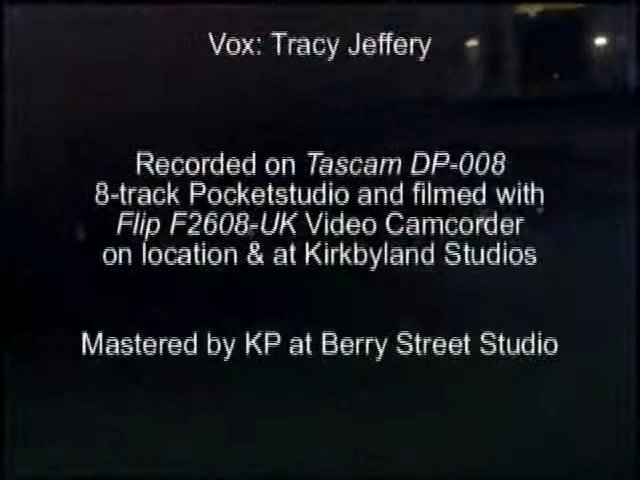 Vox: Tracy Jeffery
Recorded on Tascam DP-008
8-track Pocketstudio and filmed with
Flip F2608-UK Video Camcorder
on location & at Kirkbyland Studios
Mastered by KP at Berry Street Studio